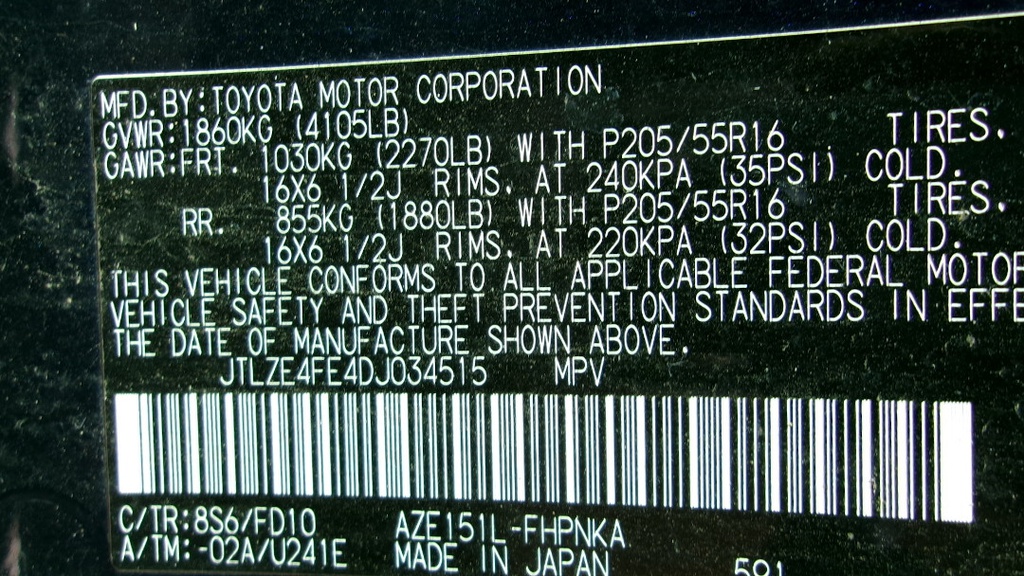 MFD.BY:TOYOTA MOTOR CORPORATION
GVWR:1860KG (4105LB)
GAWR:FRT. 1030KG (2270LB) WITH P205/55R16 TIRES.
16X6 1/2J RIMS. AT 240KPA (35PSI) COLD.
RR. 855KG (1880LB) WITH P205/55R16 TIRES.
16X6 1/2J RIMS. AT 220KPA (32PSI) COLD.
THIS VEHICLE CONFORMS TO ALL APPLICABLE FEDERAL MOTOR
VEHICLE SAFETY AND THEFT PREVENTION STANDARDS IN EFFE
THE DATE OF MANUFACTURE SHOWN ABOVE.
JTLZE4FE4DJ034515 MPV
C/TR:8S6/FD10 AZE151L-FHPNKA
A/TM:-02A/U241E MADE IN JAPAN 591